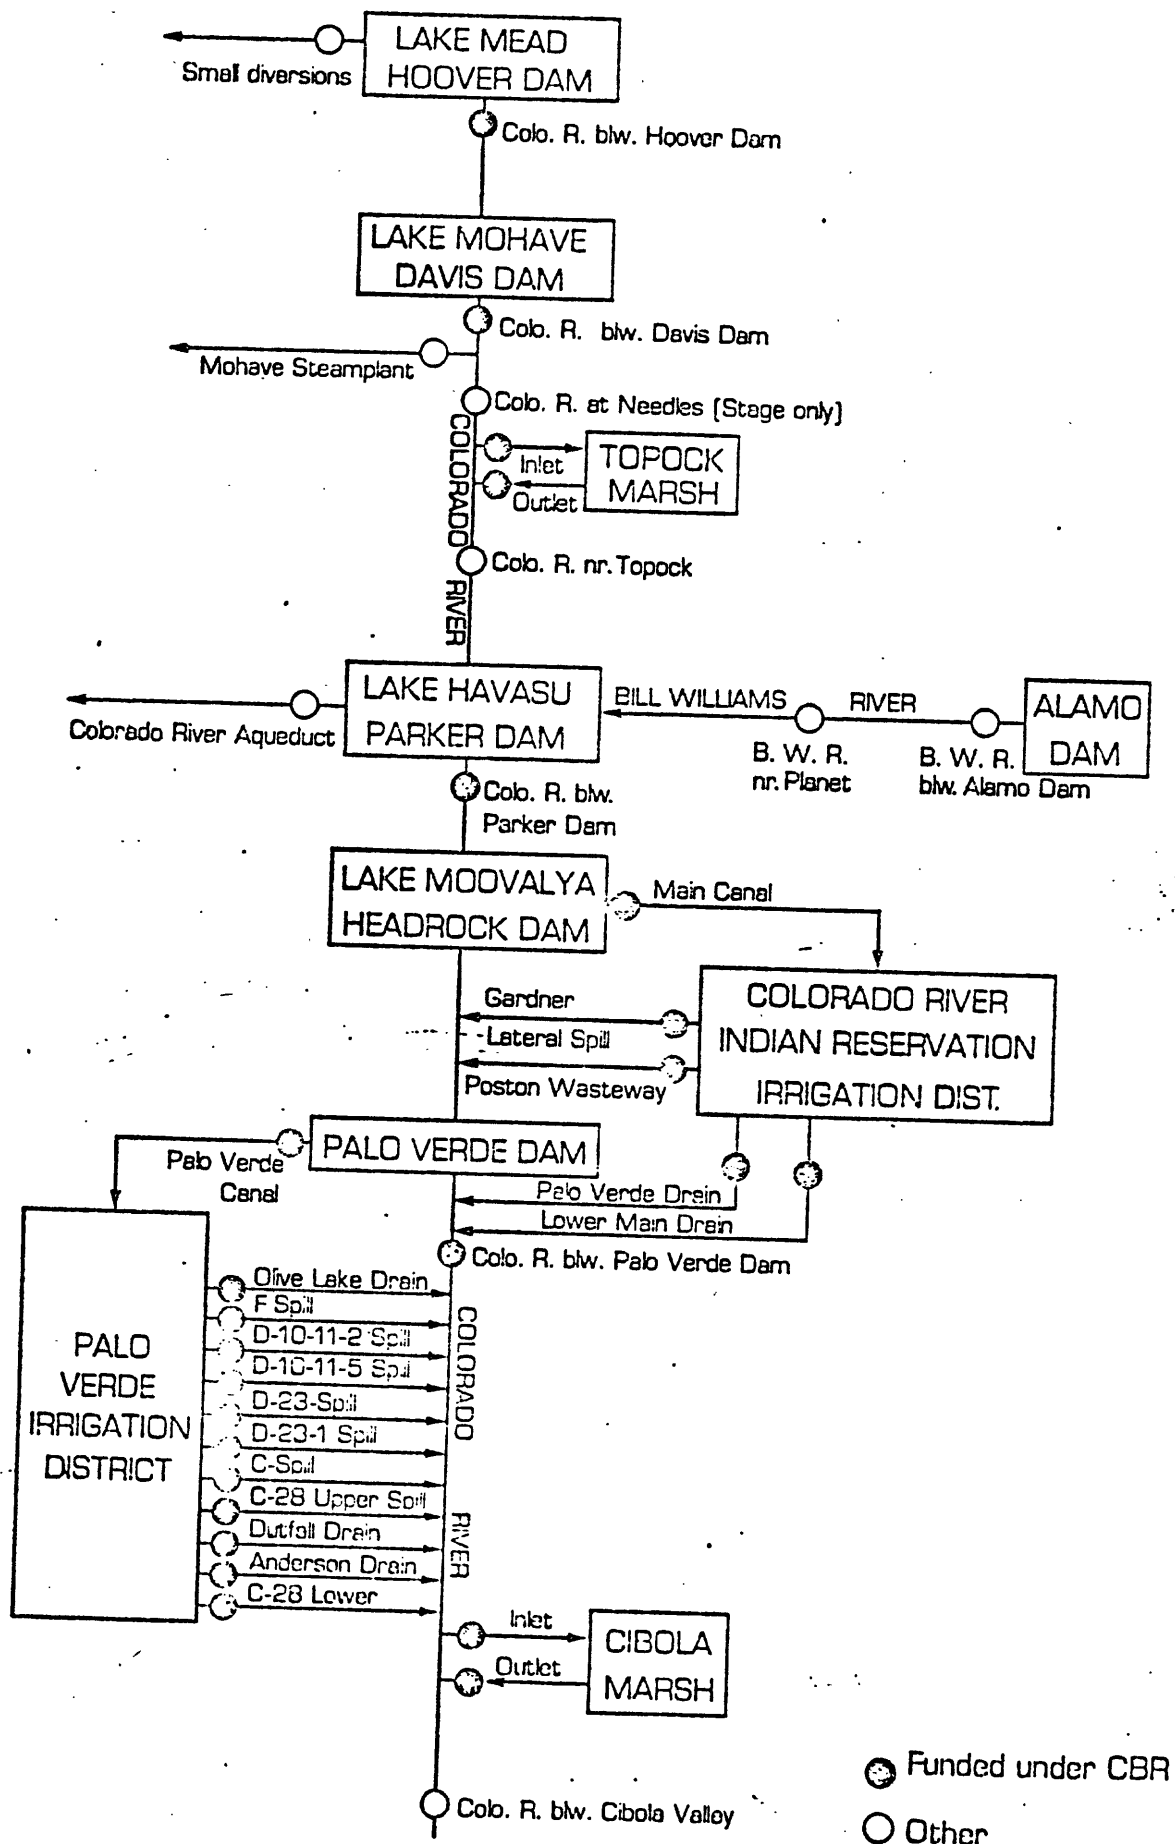 LAKE MEAD
HOOVER DAM
Small diversions
Colo. R. blw. Hoover Dam
LAKE MOHAVE
DAVIS DAM
Colo. R. blw. Davis Dam
Mohave Steamplant
Colo. R. at Needles [Stage only]
COLORADO
Inlet
TOPOCK
MARSH
Outlet
Colo. R. nr. Topock
RIVER
LAKE HAVASU
PARKER DAM
Colorado River Aqueduct
BILL WILLIAMS
RIVER
ALAMO
DAM
B. W. R.
nr. Planet
B. W. R.
blw. Alamo Dam
Colo. R. blw.
Parker Dam
LAKE MOOVALYA
HEADROCK DAM
Main Canal
COLORADO RIVER
INDIAN RESERVATION
IRRIGATION DIST.
Gardner
Lateral Spill
Poston Wasteway
PALO VERDE DAM
Palo Verde
Canal
Palo Verde Drain
Lower Main Drain
Colo. R. blw. Palo Verde Dam
PALO
VERDE
IRRIGATION
DISTRICT
Olive Lake Drain
F Spill
D-10-11-2 Spill
D-10-11-5 Spill
D-23-Spill
D-23-1 Spill
C-Spill
C-28 Upper Spill
Outfall Drain
Anderson Drain
C-28 Lower
COLORADO
RIVER
Inlet
CIBOLA
MARSH
Outlet
Colo. R. blw. Cibola Valley
Funded under CBR
Other